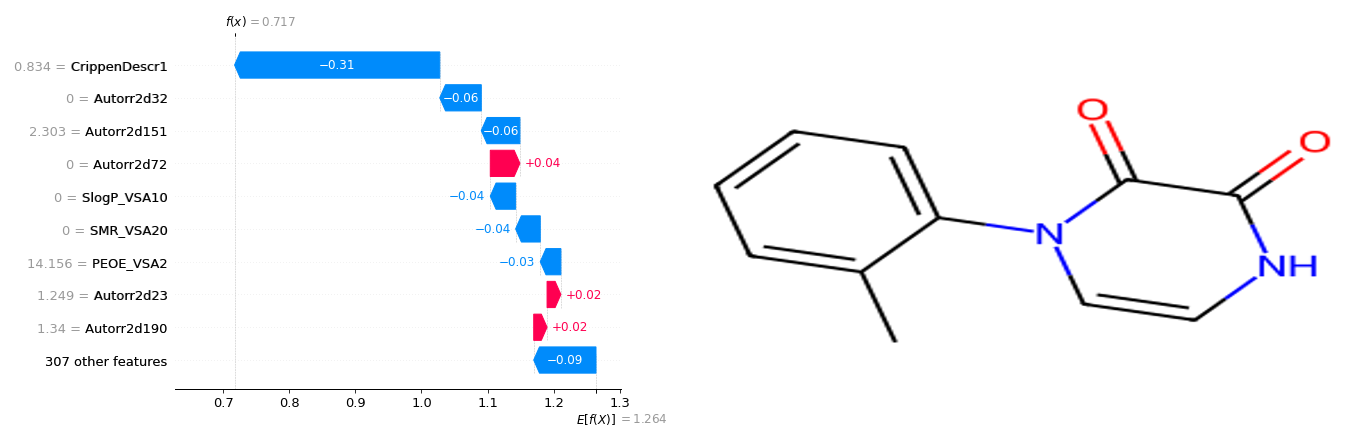 f(x) = 0.717
0.834 = CrippenDescr1
−0.31
0 = Autorr2d32
−0.06
2.303 = Autorr2d151
−0.06
0 = Autorr2d72
+0.04
0 = SlogP_VSA10
−0.04
0 = SMR_VSA20
−0.04
14.156 = PEOE_VSA2
−0.03
1.249 = Autorr2d23
+0.02
1.34 = Autorr2d190
+0.02
307 other features
−0.09
0.7 0.8 0.9 1.0 1.1 1.2 1.3
E[f(X)] = 1.264
O
O
N
NH